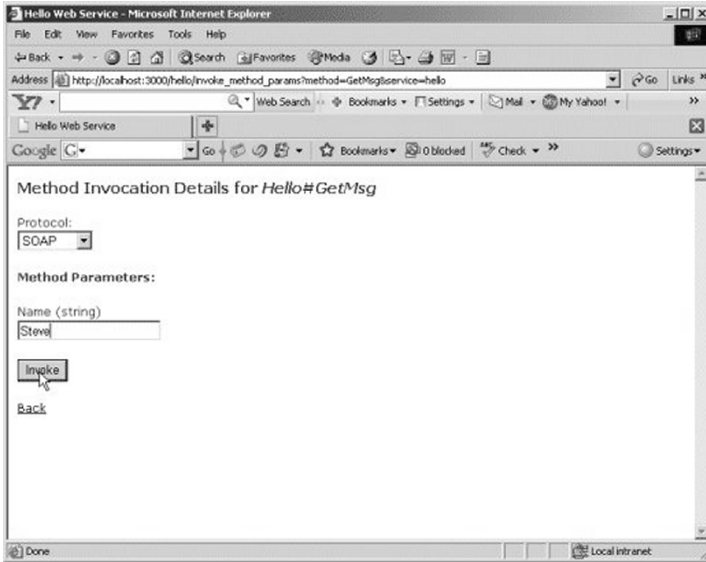 Hello Web Service - Microsoft Internet Explorer
File Edit View Favorites Tools Help
Back Search Favorites Media
Address http://localhost:3000/hello/invoke_method_params?method=GetMsg&service=hello Go Links »
Y! Web Search Bookmarks Settings Mail My Yahoo! »
Hello Web Service
Google G Go Bookmarks 0 blocked Check » Settings
Method Invocation Details for Hello#GetMsg
Protocol:
SOAP
Method Parameters:
Name (string)
Steve
Invoke
Back
Done Local intranet